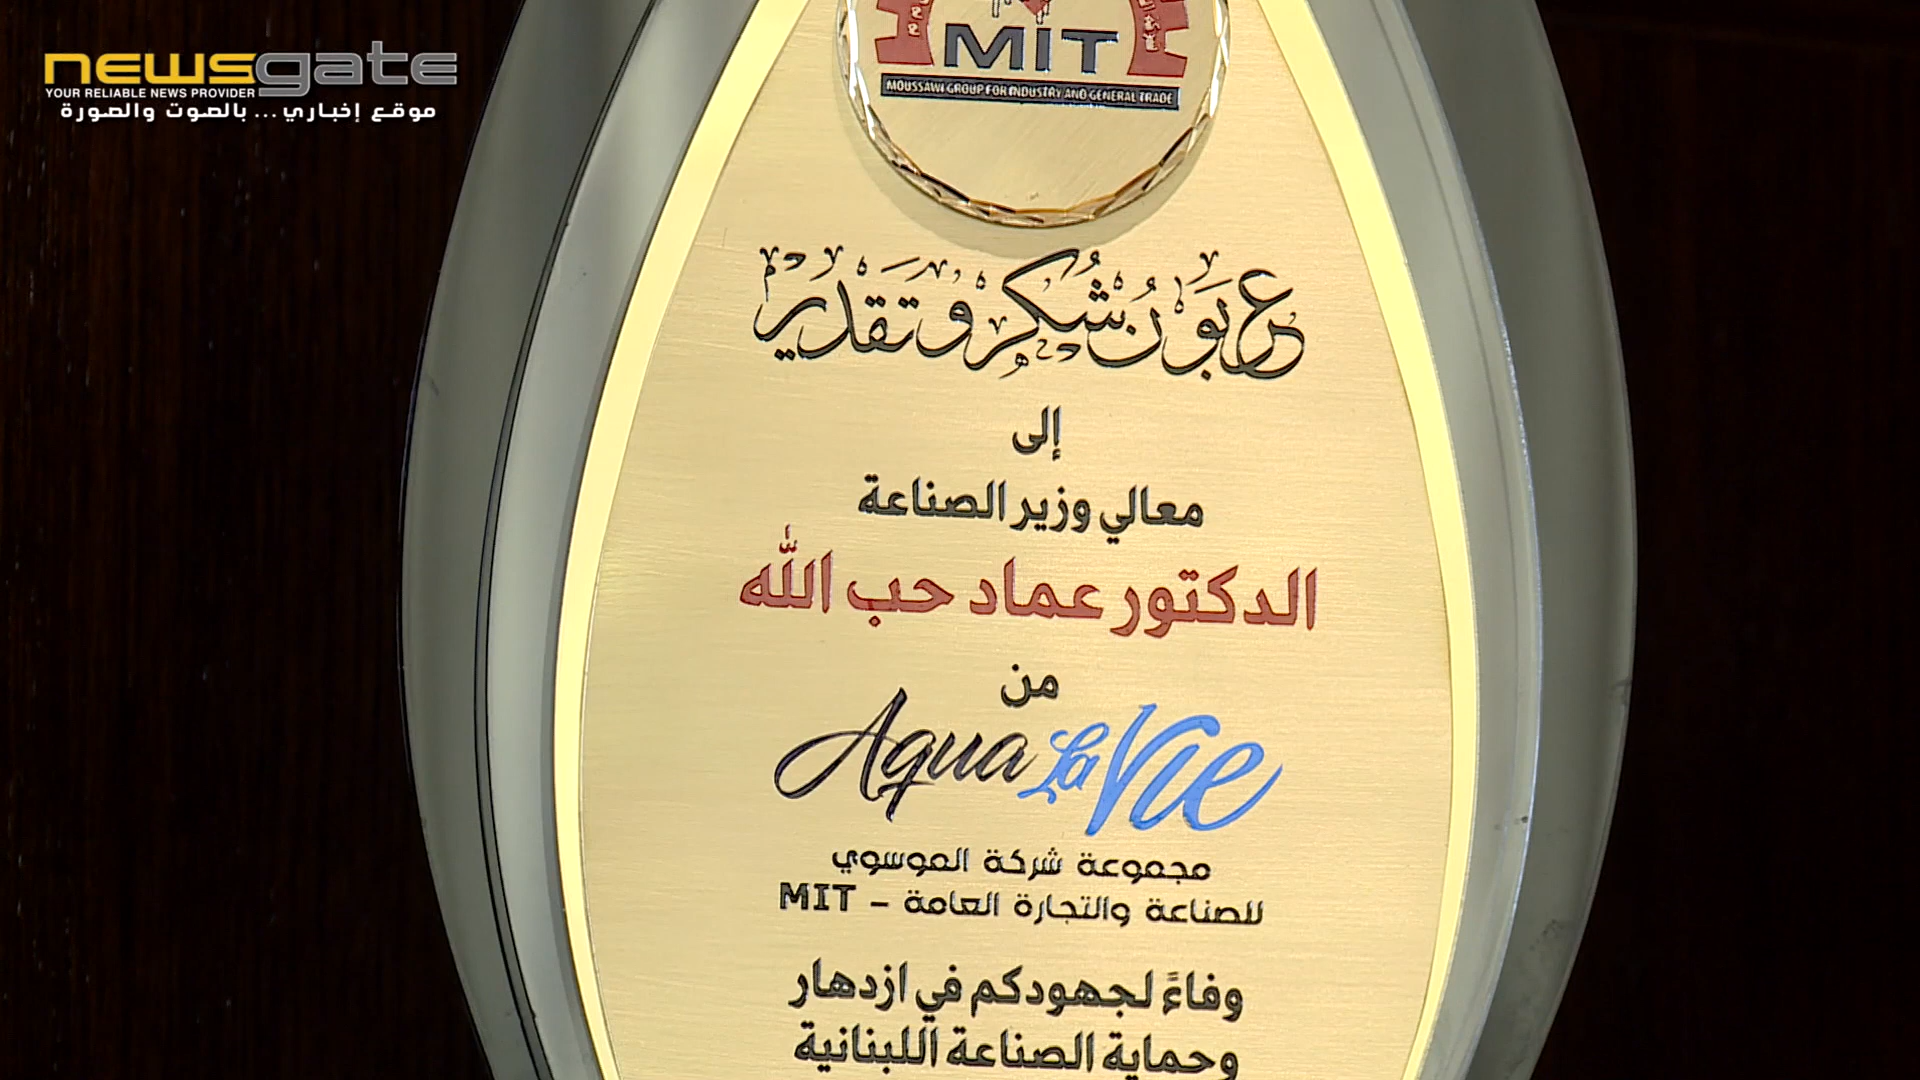 newsgate
YOUR RELIABLE NEWS PROVIDER
موقع إخباري... بالصوت والصورة
MIT
MOUSSAWI GROUP FOR INDUSTRY AND GENERAL TRADE
عربون شكر وتقدير
إلى
معالي وزير الصناعة
الدكتور عماد حب الله
من
Aqua La Vie
مجموعة شركة الموسوي
للصناعة والتجارة العامة - MIT
وفاءً لجهودكم في ازدهار
وحماية الصناعة اللبنانية